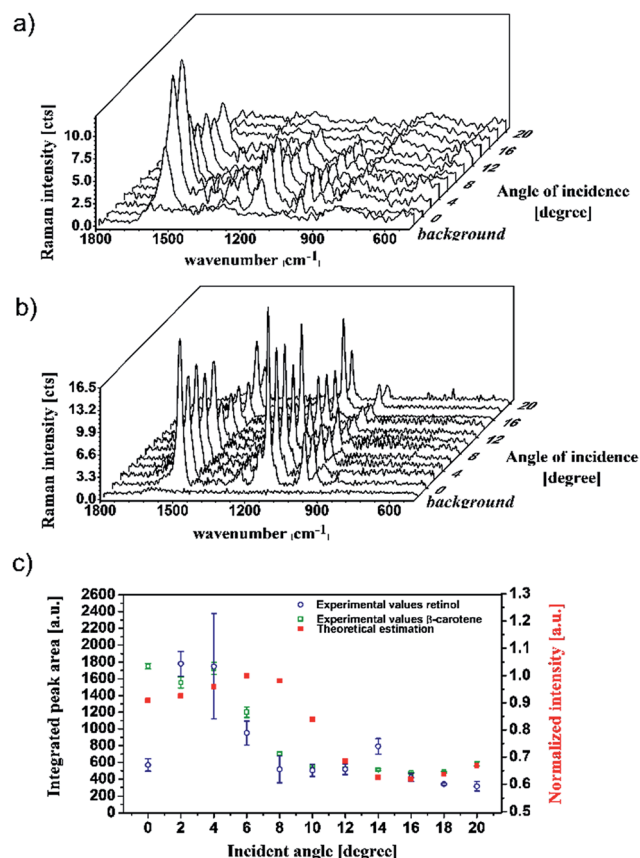 a)
Raman intensity [cts]
10.0
7.5
5.0
2.5
0.0
1800 1500 1200 900 600
wavenumber [cm-1]
background
0 4 8 12 16 20
Angle of incidence
[degree]
b)
Raman intensity [cts]
16.5
13.2
9.9
6.6
3.3
0.0
1800 1500 1200 900 600
wavenumber [cm-1]
background
0 4 8 12 16 20
Angle of incidence
[degree]
c)
Integrated peak area [a.u.]
2600
2400
2200
2000
1800
1600
1400
1200
1000
800
600
400
200
0
Experimental values retinol
Experimental values β-carotene
Theoretical estimation
1.3
1.2
1.1
1.0
0.9
0.8
0.7
0.6
0.5
Normalized intensity [a.u.]
0 2 4 6 8 10 12 14 16 18 20
Incident angle [degree]